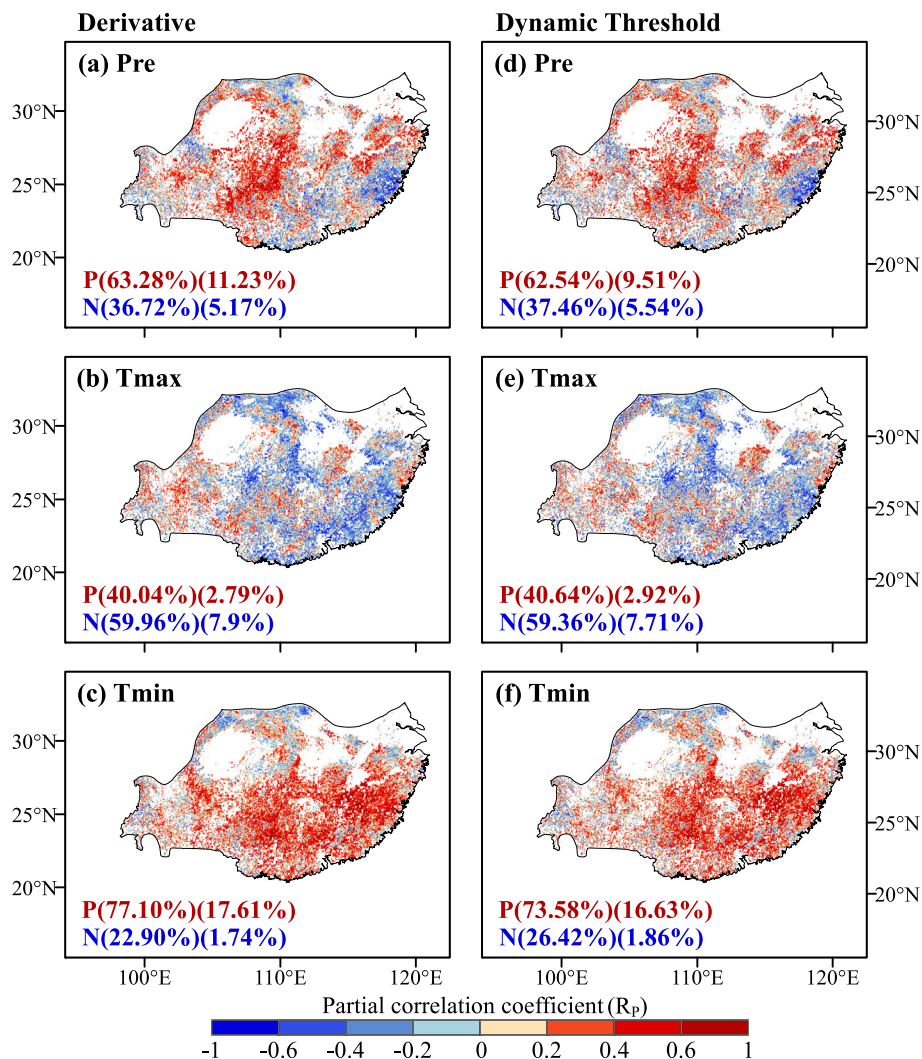 Derivative
Dynamic Threshold
(a) Pre
30°N
25°N
20°N
P(63.28%)(11.23%)
N(36.72%)(5.17%)
(d) Pre
30°N
25°N
20°N
P(62.54%)(9.51%)
N(37.46%)(5.54%)
(b) Tmax
30°N
25°N
20°N
P(40.04%)(2.79%)
N(59.96%)(7.9%)
(e) Tmax
30°N
25°N
20°N
P(40.64%)(2.92%)
N(59.36%)(7.71%)
(c) Tmin
30°N
25°N
20°N
P(77.10%)(17.61%)
N(22.90%)(1.74%)
(f) Tmin
30°N
25°N
20°N
P(73.58%)(16.63%)
N(26.42%)(1.86%)
100°E 110°E 120°E
100°E 110°E 120°E
Partial correlation coefficient (RP)
-1 -0.6 -0.4 -0.2 0 0.2 0.4 0.6 1